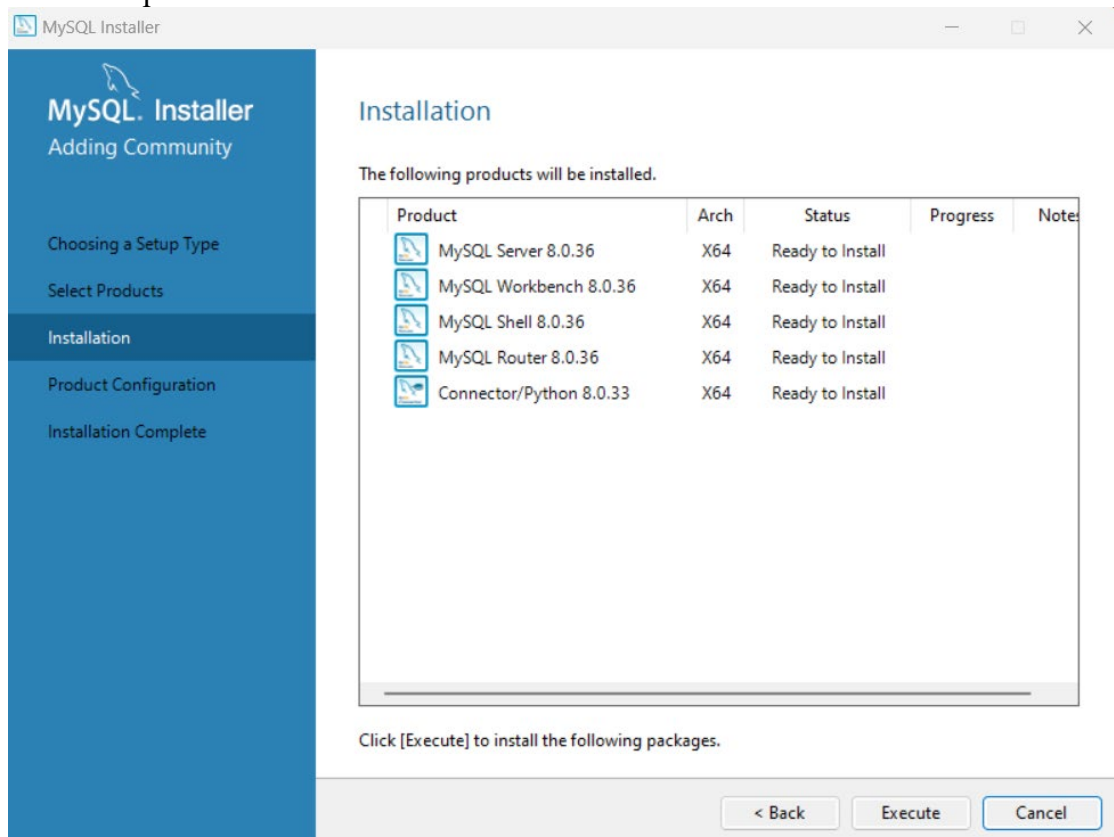 MySQL Installer
MySQL. Installer
Adding Community
Choosing a Setup Type
Select Products
Installation
Product Configuration
Installation Complete
Installation
The following products will be installed.
Product Arch Status Progress Notes
MySQL Server 8.0.36 X64 Ready to Install
MySQL Workbench 8.0.36 X64 Ready to Install
MySQL Shell 8.0.36 X64 Ready to Install
MySQL Router 8.0.36 X64 Ready to Install
Connector/Python 8.0.33 X64 Ready to Install
Click [Execute] to install the following packages.
< Back Execute Cancel